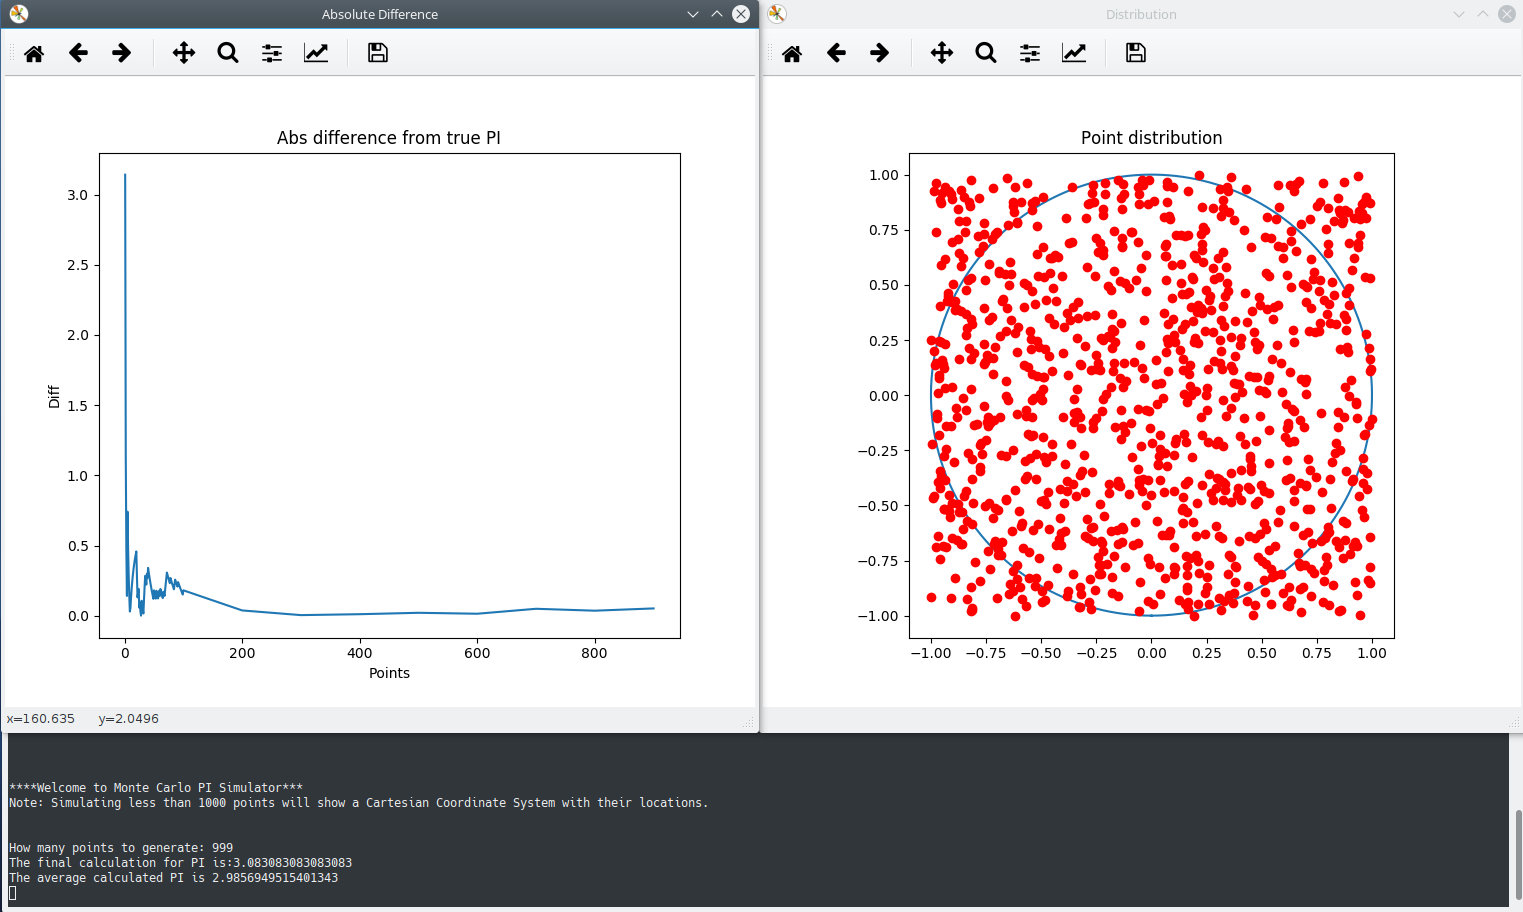 Absolute Difference
Abs difference from true PI
3.0
2.5
2.0
1.5
1.0
0.5
0.0
Diff
0 200 400 600 800
Points
x=160.635 y=2.0496
Distribution
Point distribution
1.00
0.75
0.50
0.25
0.00
−0.25
−0.50
−0.75
−1.00
−1.00 −0.75 −0.50 −0.25 0.00 0.25 0.50 0.75 1.00
****Welcome to Monte Carlo PI Simulator***
Note: Simulating less than 1000 points will show a Cartesian Coordinate System with their locations.
How many points to generate: 999
The final calculation for PI is:3.083083083083083
The average calculated PI is 2.9856949515401343